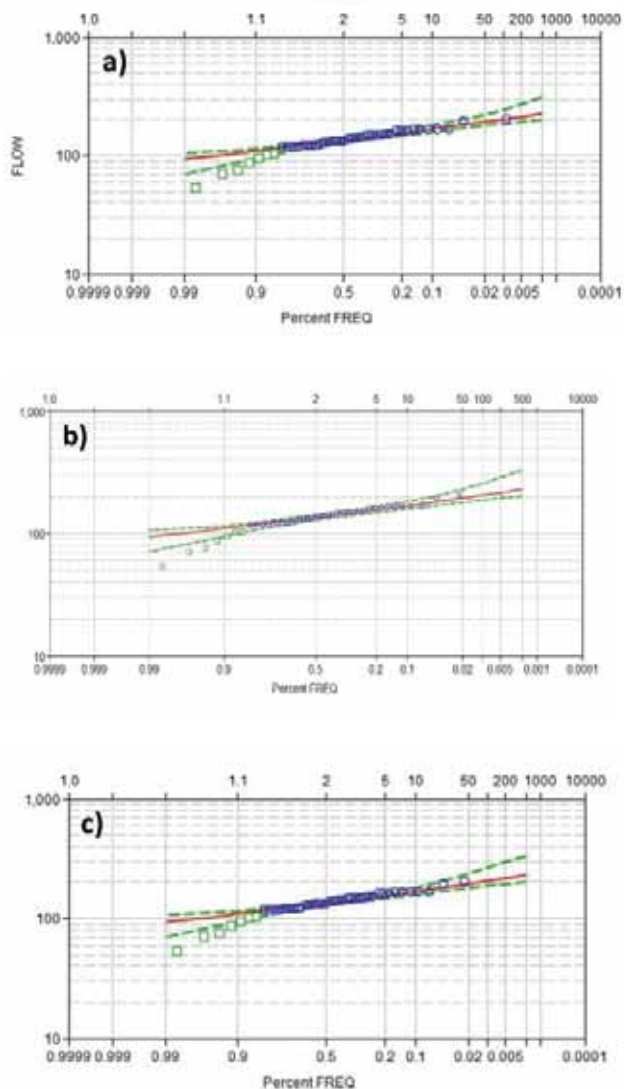 1.0 1.1 2 5 10 50 200 1000 10000
a)
1,000
100
10
FLOW
0.9999 0.999 0.99 0.9 0.5 0.2 0.1 0.02 0.005 0.0001
Percent FREQ
1.0 1.1 2 5 10 50 100 500 10000
b)
1,000
100
10
0.9999 0.999 0.99 0.9 0.5 0.2 0.1 0.02 0.005 0.001 0.0001
Percent FREQ
1.0 1.1 2 5 10 50 200 1000 10000
c)
1,000
100
10
0.9999 0.999 0.99 0.9 0.5 0.2 0.1 0.02 0.005 0.0001
Percent FREQ